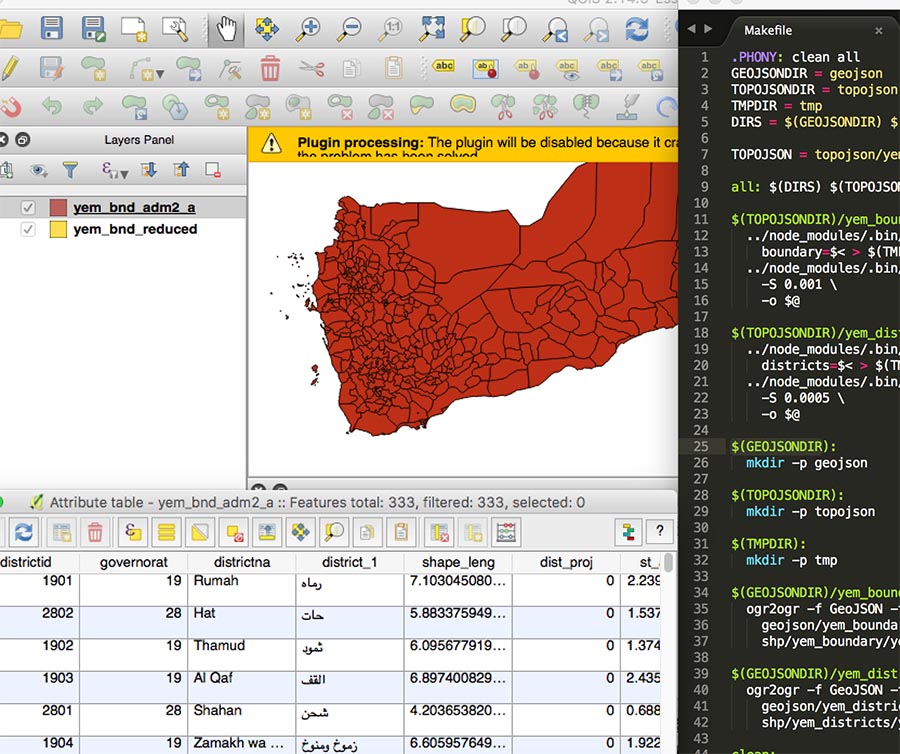 Makefile
abc
Layers Panel
Plugin processing: The plugin will be disabled because it cra
the problem has been solved.
yem_bnd_adm2_a
yem_bnd_reduced
Attribute table - yem_bnd_adm2_a :: Features total: 333, filtered: 333, selected: 0
districtid governorat districtna district_1 shape_leng dist_proj st_
1901 19 Rumah رماه 7.103045080... 0 2.239
2802 28 Hat حات 5.883375949... 0 1.537
1902 19 Thamud ثمود 6.095677919... 0 1.374
1903 19 Al Qaf القف 6.897400829... 0 2.435
2801 28 Shahan شحن 4.203653820... 0 0.688
1904 19 Zamakh wa ... زموخ ومنوخ 6.605957649... 0 1.922
1 .PHONY: clean all
2 GEOJSONDIR = geojson
3 TOPOJSONDIR = topojson
4 TMPDIR = tmp
5 DIRS = $(GEOJSONDIR) $
6
7 TOPOJSON = topojson/yem
8
9 all: $(DIRS) $(TOPOJSON
10
11 $(TOPOJSONDIR)/yem_bou
12 ../node_modules/.bin/
13 boundary=$< > $(TM
14 ../node_modules/.bin/
15 -S 0.001 \
16 -o $@
17
18 $(TOPOJSONDIR)/yem_dis
19 ../node_modules/.bin/
20 districts=$< > $(TM
21 ../node_modules/.bin/
22 -S 0.0005 \
23 -o $@
24
25 $(GEOJSONDIR):
26 mkdir -p geojson
27
28 $(TOPOJSONDIR):
29 mkdir -p topojson
30
31 $(TMPDIR):
32 mkdir -p tmp
33
34 $(GEOJSONDIR)/yem_boun
35 ogr2ogr -f GeoJSON -
36 geojson/yem_bounda
37 shp/yem_boundary/y
38
39 $(GEOJSONDIR)/yem_dist
40 ogr2ogr -f GeoJSON -
41 geojson/yem_distric
42 shp/yem_districts/y
43
44 clean: